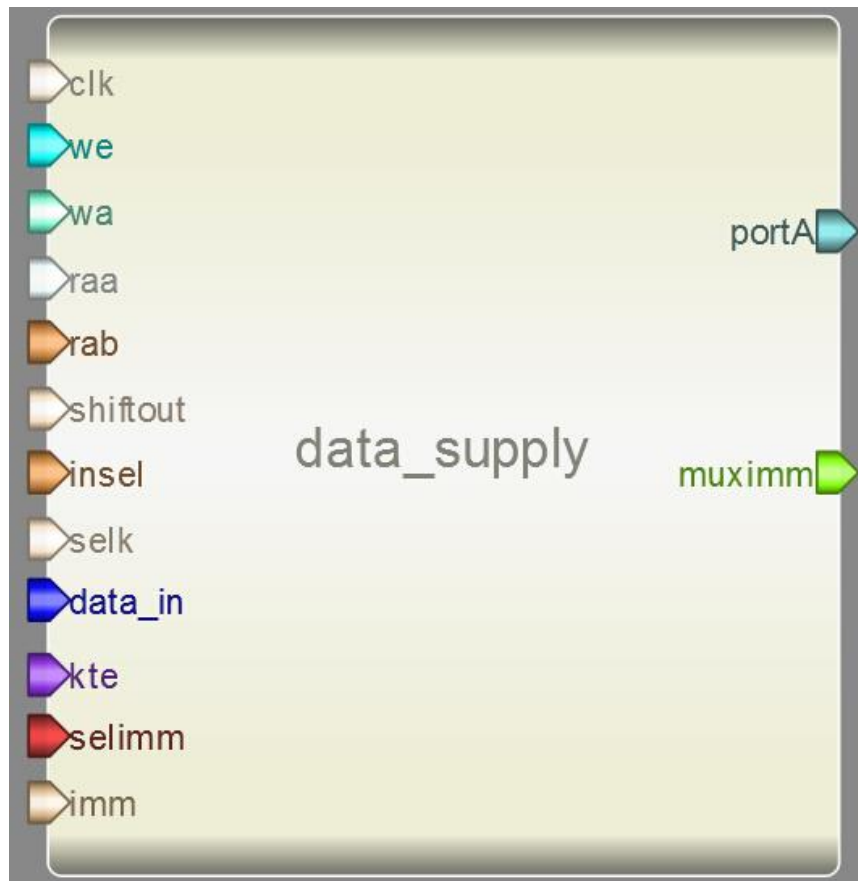 clk
we
wa
raa
rab
shiftout
insel
selk
data_in
kte
selimm
imm
data_supply
portA
muximm